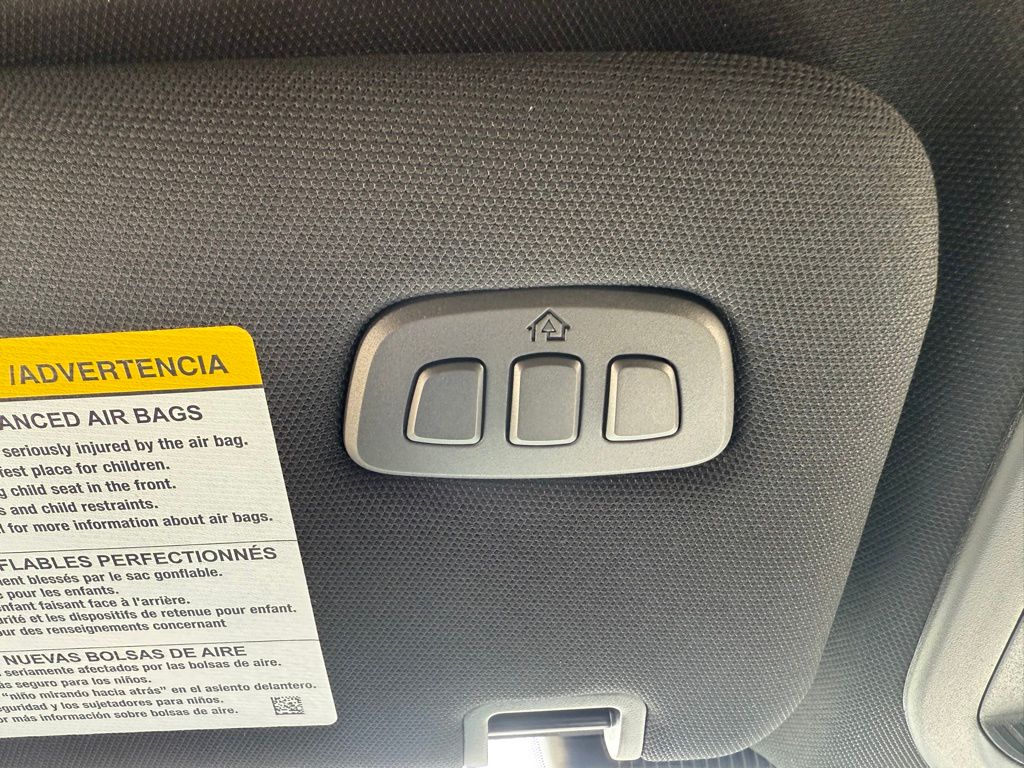 /ADVERTENCIA
ANCED AIR BAGS
seriously injured by the air bag.
fest place for children.
g child seat in the front.
s and child restraints.
l for more information about air bags.
FLABLES PERFECTIONNÉS
ment blessés par le sac gonflable.
pour les enfants.
enfant faisant face à l'arrière.
urité et les dispositifs de retenue pour enfant.
our des renseignements concernant
NUEVAS BOLSAS DE AIRE
seriamente afectados por las bolsas de aire.
ás seguro para los niños.
"niño mirando hacia atrás" en el asiento delantero.
eguridad y los sujetadores para niños.
or más información sobre bolsas de aire.